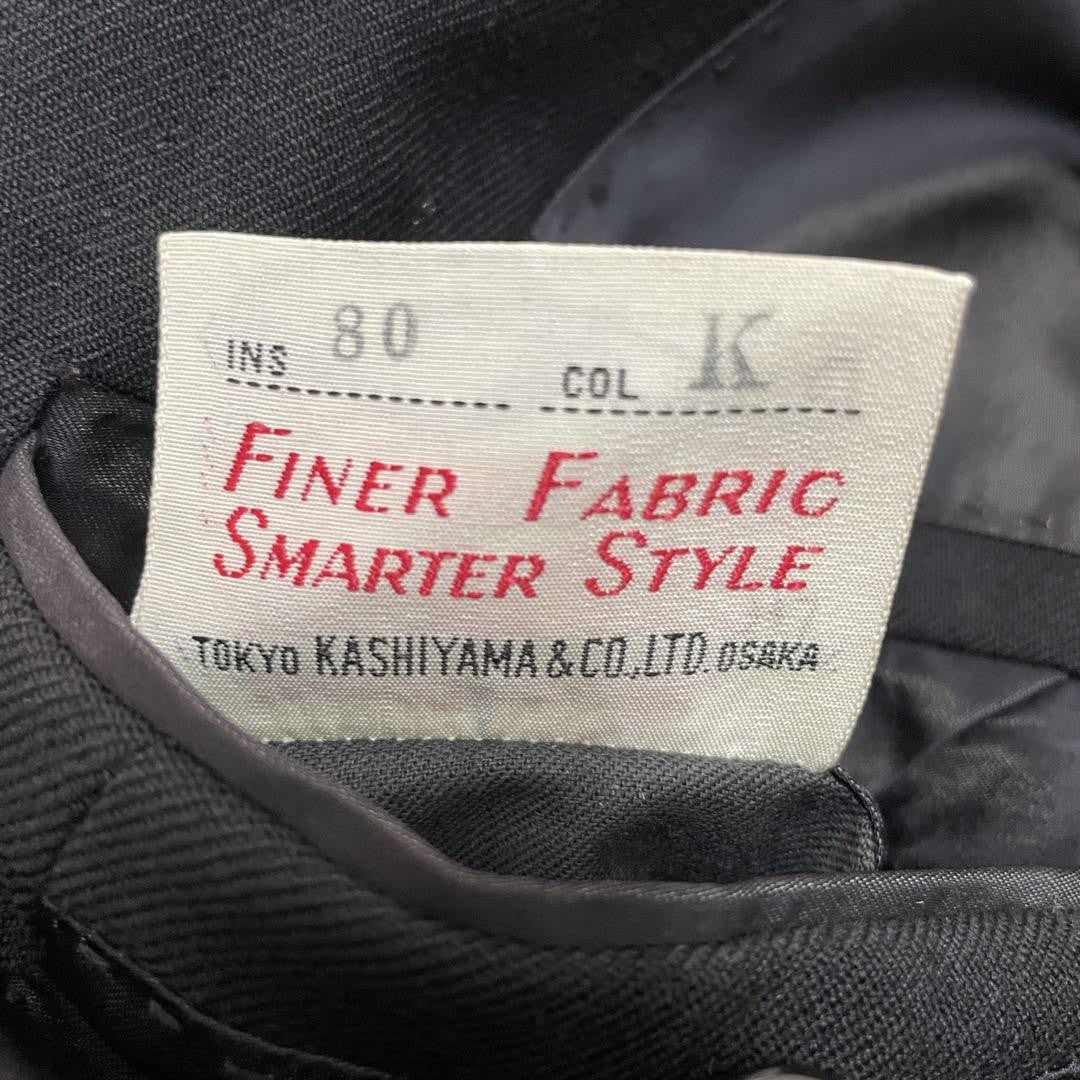 INS 80 COL K
FINER FABRIC
SMARTER STYLE
TOKYO KASHIYAMA & CO., LTD. OSAKA